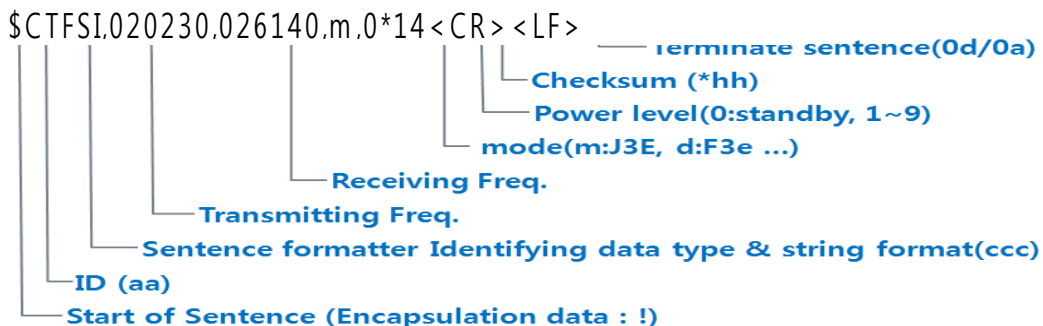 $CTFSI,020230,026140,m,0*14<CR><LF>
Terminate sentence(0d/0a)
Checksum (*hh)
Power level(0:standby, 1~9)
mode(m:J3E, d:F3e ...)
Receiving Freq.
Transmitting Freq.
Sentence formatter Identifying data type & string format(ccc)
ID (aa)
Start of Sentence (Encapsulation data : !)